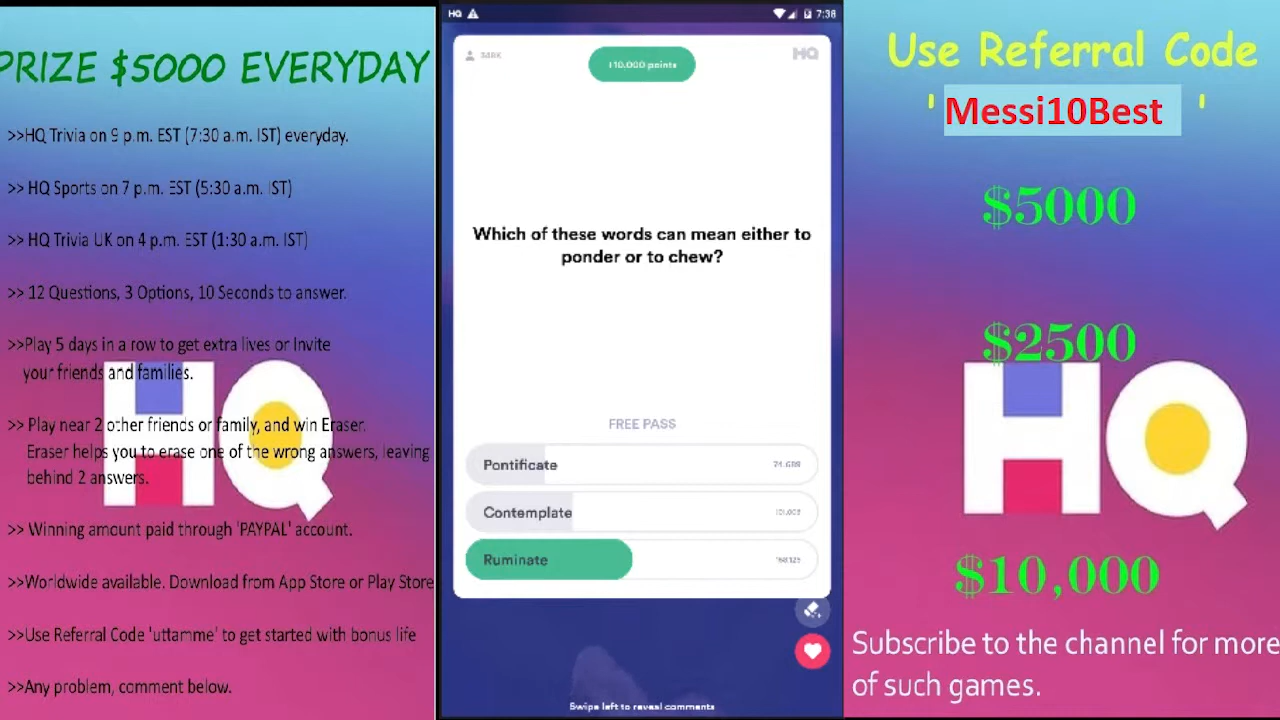 PRIZE $5000 EVERYDAY
>>HQ Trivia on 9 p.m. EST (7:30 a.m. IST) everyday.
>> HQ Sports on 7 p.m. EST (5:30 a.m. IST)
>> HQ Trivia UK on 4 p.m. EST (1:30 a.m. IST)
>> 12 Questions, 3 Options, 10 Seconds to answer.
>>Play 5 days in a row to get extra lives or Invite
your friends and families.
>> Play near 2 other friends or family, and win Eraser.
Eraser helps you to erase one of the wrong answers, leaving
behind 2 answers.
>> Winning amount paid through 'PAYPAL' account.
>>Worldwide available. Download from App Store or Play Store
>>Use Referral Code 'uttamme' to get started with bonus life
>>Any problem, comment below.
HQ
HQ 7:36
HQ
+10,000 points
Which of these words can mean either to
ponder or to chew?
FREE PASS
Pontificate
Contemplate
Ruminate
Swipe left to reveal comments
Use Referral Code
' Messi10Best '
$5000
$2500
HQ
$10,000
Subscribe to the channel for more
of such games.